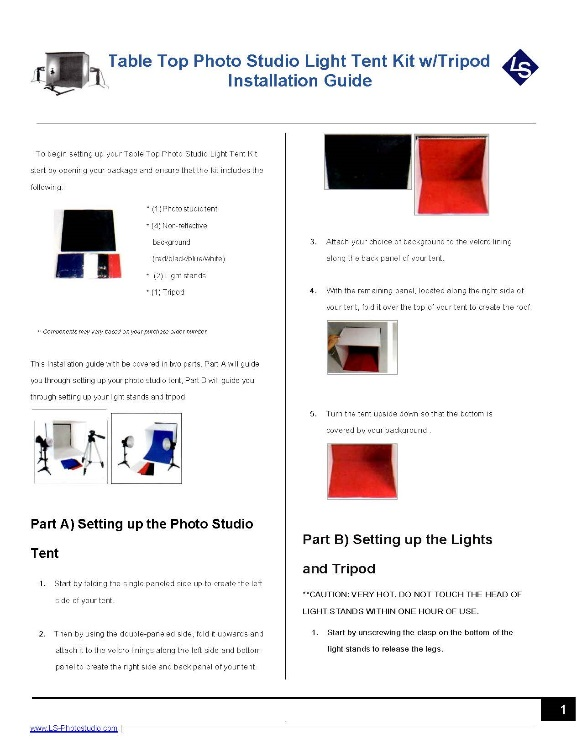 Table Top Photo Studio Light Tent Kit w/Tripod
Installation Guide
LS
To begin setting up your Table Top Photo Studio Light Tent Kit
start by opening your package and ensure that the kit includes the
following:
* (1) Photo studio tent
* (4) Non-reflective
background
(red/black/blue/white)
* (2) Light stands
* (1) Tripod
** Components may vary based on your purchase order number
This installation guide with be covered in two parts, Part A will guide
you through setting up your photo studio tent, Part B will guide you
through setting up your light stands and tripod
Part A) Setting up the Photo Studio
Tent
1. Start by folding the single paneled side up to create the left
side of your tent.
2. Then by using the double-paneled side, fold it upwards and
attach it to the velcro linings along the left side and bottom
panel to create the right side and back panel of your tent.
3. Attach your choice of background to the velcro lining
along the back panel of your tent.
4. With the remaining panel, located along the right side of
your tent, fold it over the top of your tent to create the roof
5. Turn the tent upside down so that the bottom is
covered by your background .
Part B) Setting up the Lights
and Tripod
**CAUTION: VERY HOT. DO NOT TOUCH THE HEAD OF
LIGHT STANDS WITHIN ONE HOUR OF USE.
1. Start by unscrewing the clasp on the bottom of the
light stands to release the legs.
1
www.LS-Photostudio.com |